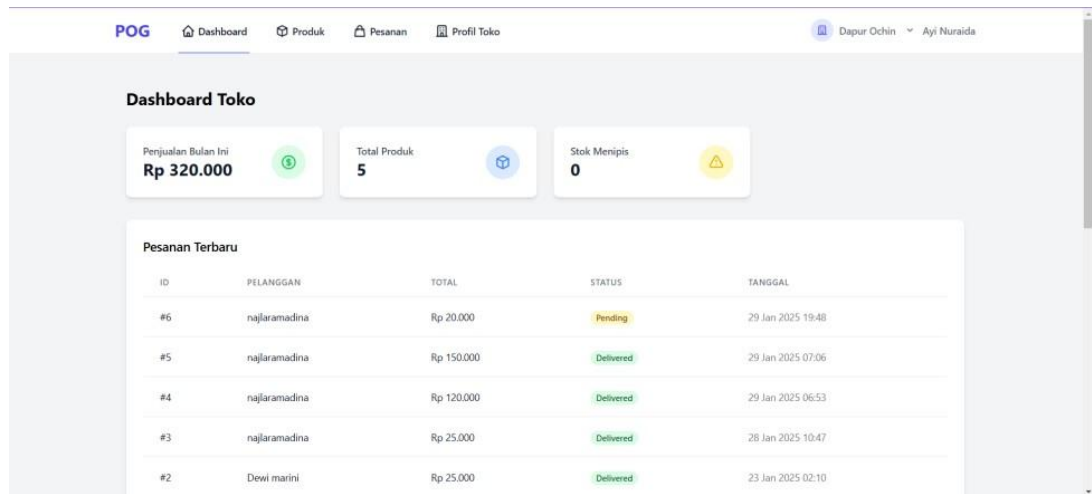 POG Dashboard Produk Pesanan Profil Toko Dapur Ochin Ayi Nuraida
Dashboard Toko
Penjualan Bulan Ini
Rp 320.000
Total Produk
5
Stok Menipis
0
Pesanan Terbaru
ID PELANGGAN TOTAL STATUS TANGGAL
#6 najlaramadina Rp 20.000 Pending 29 Jan 2025 19:48
#5 najlaramadina Rp 150.000 Delivered 29 Jan 2025 07:06
#4 najlaramadina Rp 120.000 Delivered 29 Jan 2025 06:53
#3 najlaramadina Rp 25.000 Delivered 28 Jan 2025 10:47
#2 Dewi marini Rp 25.000 Delivered 23 Jan 2025 02:10